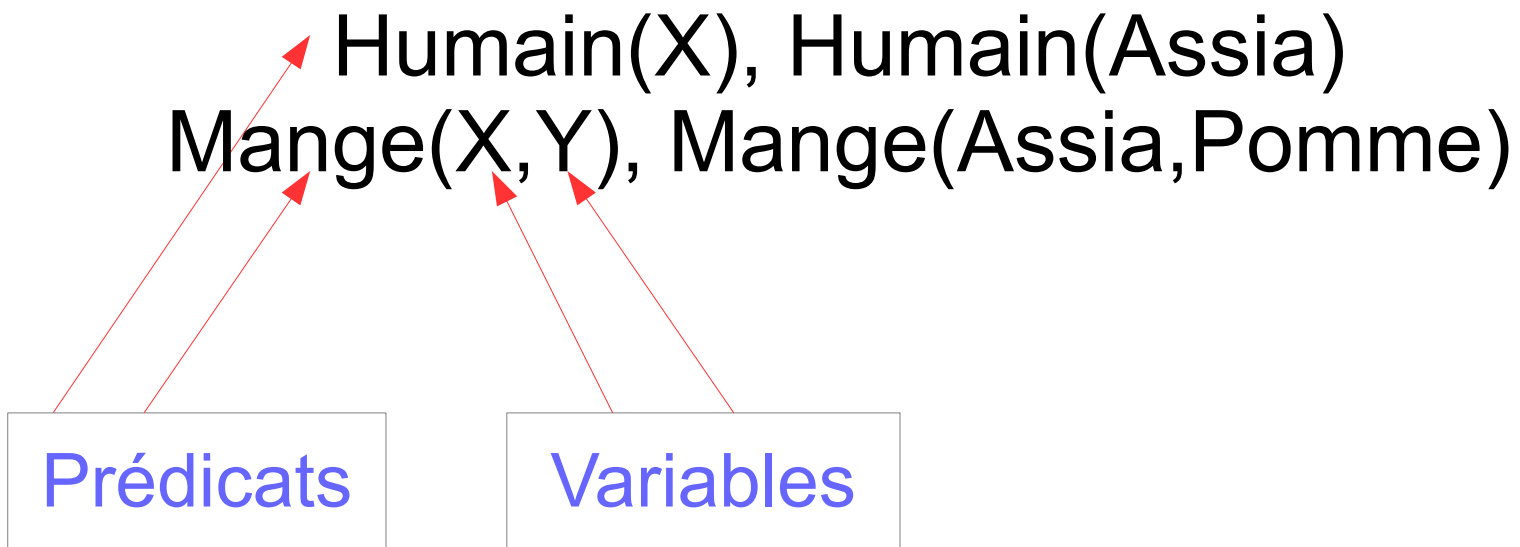 Humain(X), Humain(Assia)
Mange(X,Y), Mange(Assia,Pomme)
Prédicats
Variables